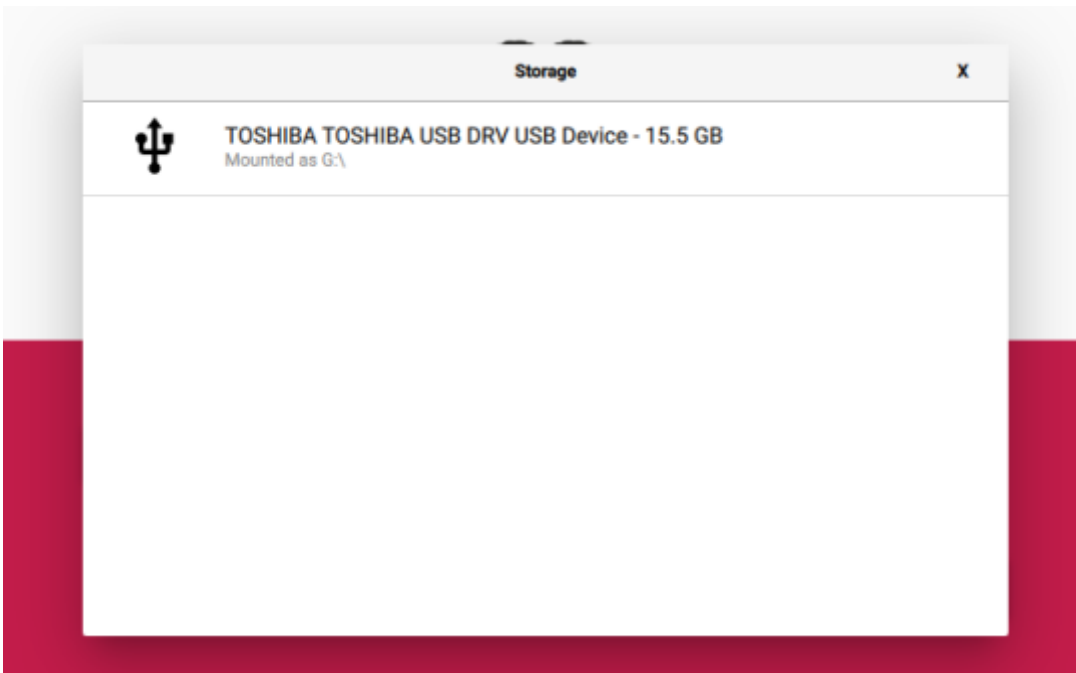 Storage
X
TOSHIBA TOSHIBA USB DRV USB Device - 15.5 GB
Mounted as G:\